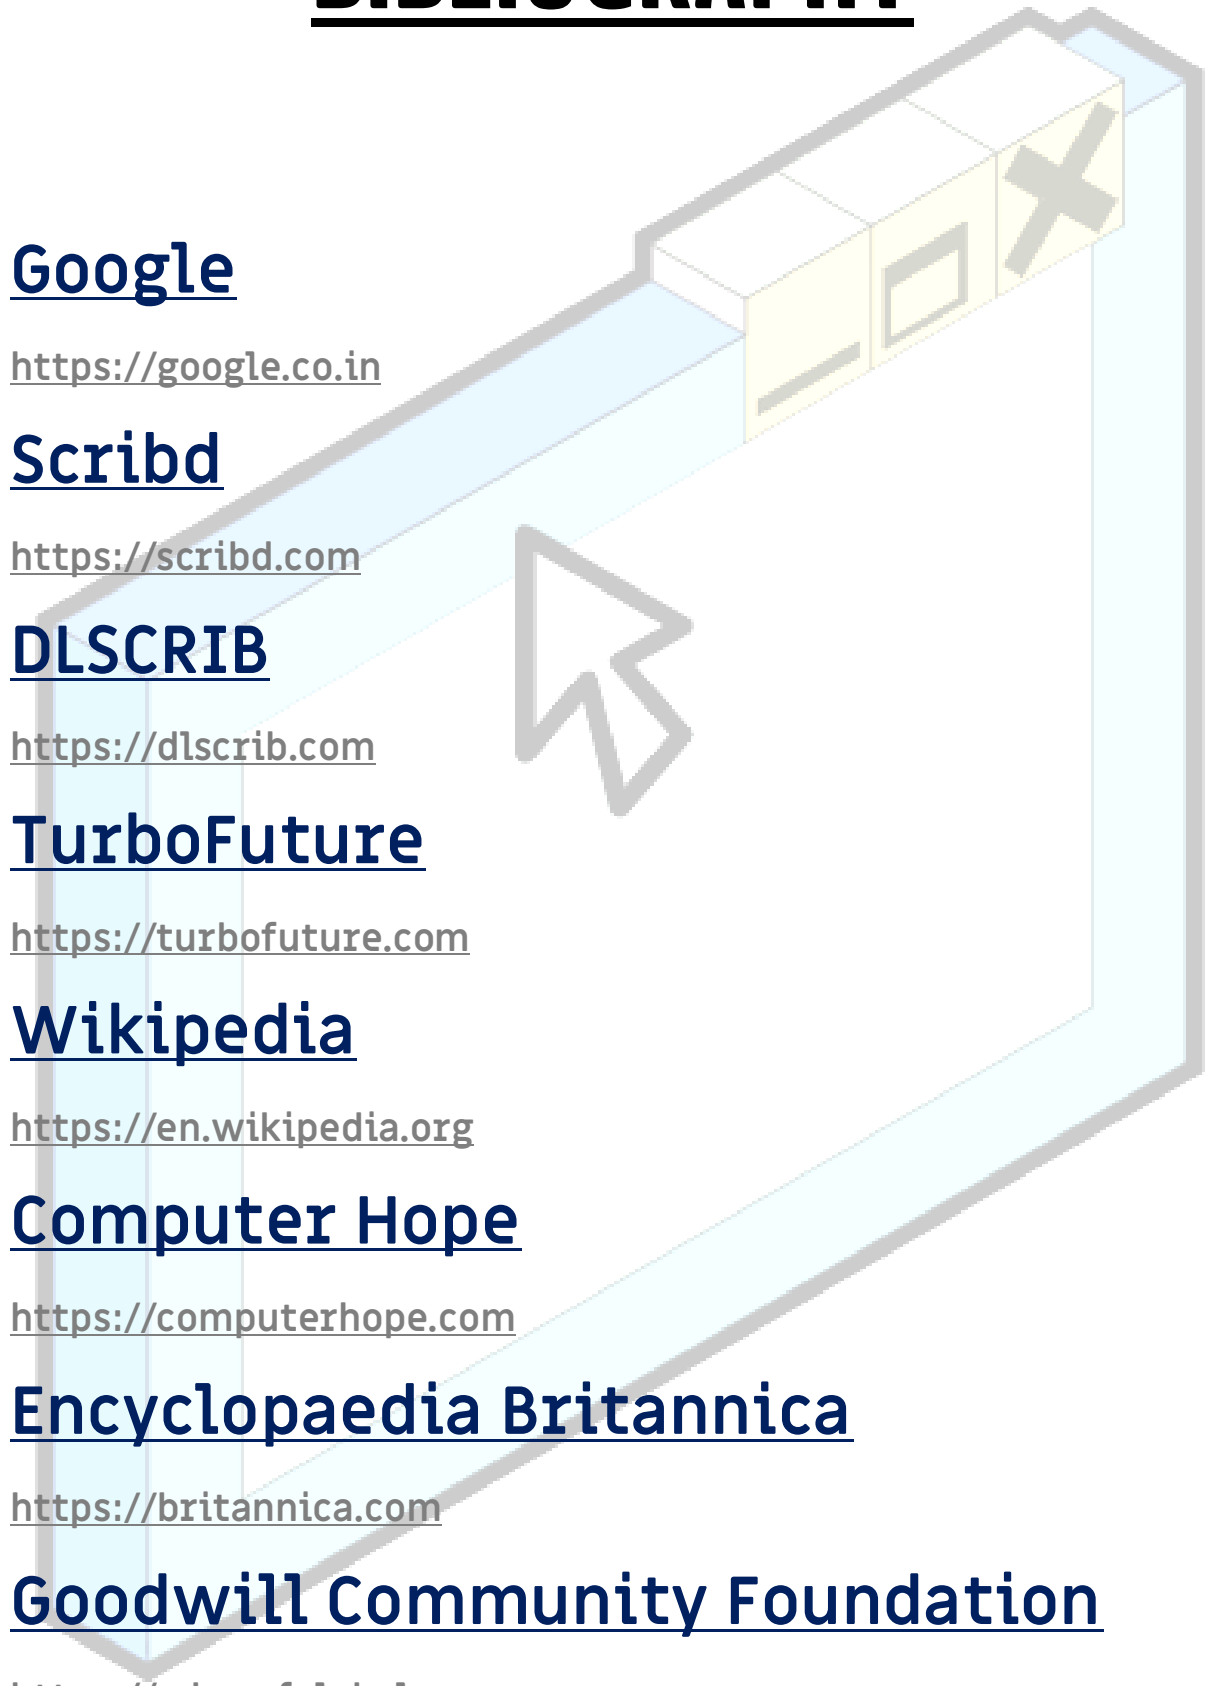 BIBLIOGRAPHY
Google
https://google.co.in
Scribd
https://scribd.com
DLSCRIB
https://dlscrib.com
TurboFuture
https://turbofuture.com
Wikipedia
https://en.wikipedia.org
Computer Hope
https://computerhope.com
Encyclopaedia Britannica
https://britannica.com
Goodwill Community Foundation